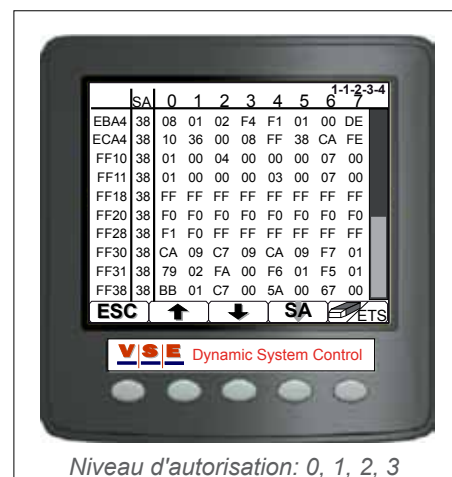 1-1-2-3-4
SA 0 1 2 3 4 5 6 7
EBA4 38 08 01 02 F4 F1 01 00 DE
ECA4 38 10 36 00 08 FF 38 CA FE
FF10 38 01 00 04 00 00 00 07 00
FF11 38 01 00 00 00 03 00 07 00
FF18 38 FF FF FF FF FF FF FF FF
FF20 38 F0 F0 F0 F0 F0 F0 F0 F0
FF28 38 F1 F0 FF FF FF FF FF FF
FF30 38 CA 09 C7 09 CA 09 F7 01
FF31 38 79 02 FA 00 F6 01 F5 01
FF38 38 BB 01 C7 00 5A 00 67 00
ESC SA ETS
VSE Dynamic System Control
Niveau d'autorisation: 0, 1, 2, 3